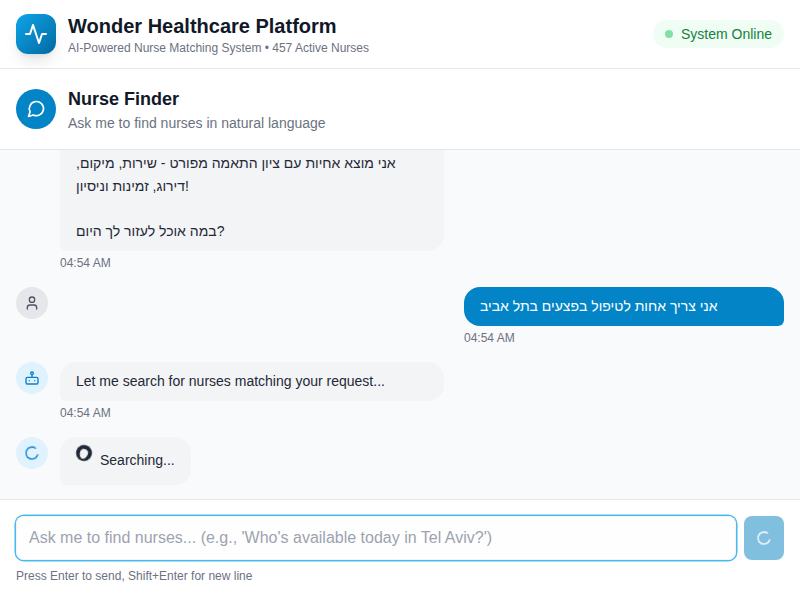 Wonder Healthcare Platform
AI-Powered Nurse Matching System • 457 Active Nurses
System Online
Nurse Finder
Ask me to find nurses in natural language
אני מוצא אחיות עם ציון התאמה מפורט - שירות, מיקום,
דירוג, זמינות וניסיון!
במה אוכל לעזור לך היום?
04:54 AM
אני צריך אחות לטיפול בפצעים בתל אביב
04:54 AM
Let me search for nurses matching your request...
04:54 AM
Searching...
Ask me to find nurses... (e.g., 'Who's available today in Tel Aviv?')
Press Enter to send, Shift+Enter for new line